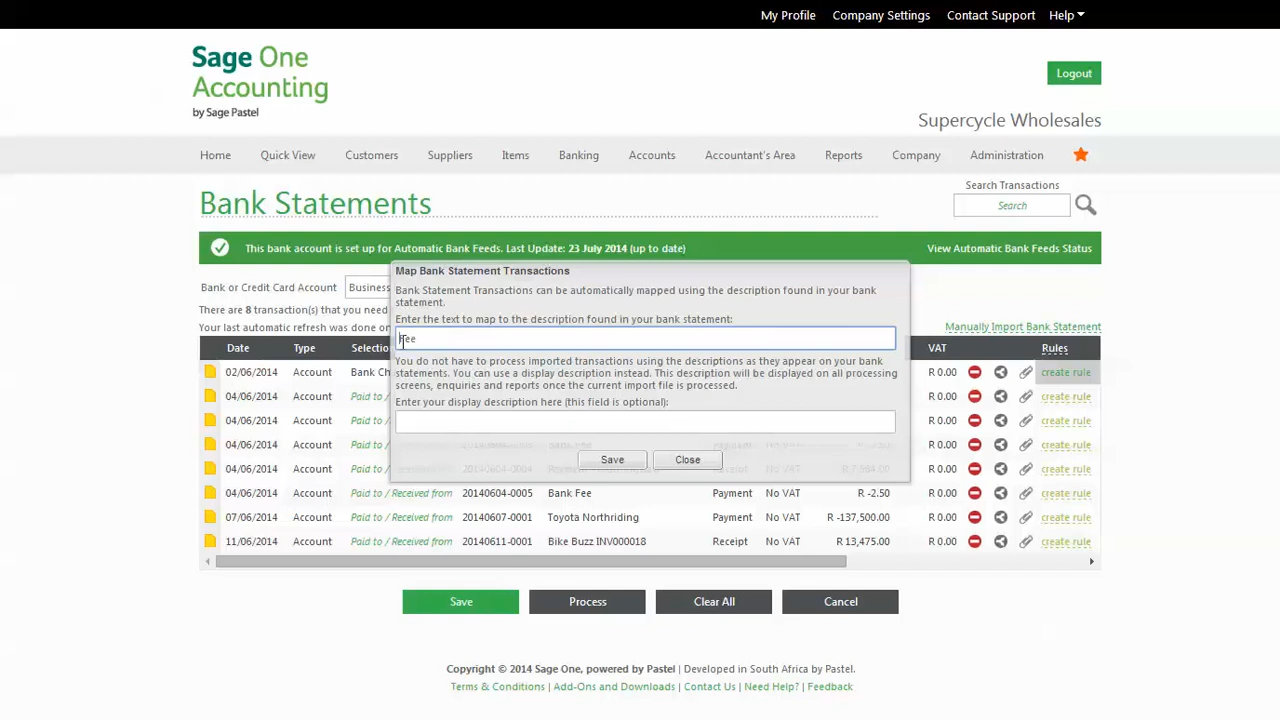 My Profile Company Settings Contact Support Help
Sage One
Accounting
by Sage Pastel
Logout
Supercycle Wholesales
Home Quick View Customers Suppliers Items Banking Accounts Accountant's Area Reports Company Administration
Bank Statements
Search Transactions
Search
This bank account is set up for Automatic Bank Feeds. Last Update: 23 July 2014 (up to date) View Automatic Bank Feeds Status
Map Bank Statement Transactions
Bank Statement Transactions can be automatically mapped using the description found in your bank
statement.
Enter the text to map to the description found in your bank statement:
You do not have to process imported transactions using the descriptions as they appear on your bank
statements. You can use a display description instead. This description will be displayed on all processing
screens, enquiries and reports once the current import file is processed.
Enter your display description here (this field is optional):
Save Close
Bank or Credit Card Account Business
There are 8 transaction(s) that you need
Your last automatic refresh was done on Manually Import Bank Statement
Date Type VAT Rules
02/06/2014 Account Bank Ch R 0.00 create rule
04/06/2014 Account Paid to / R 0.00 create rule
04/06/2014 Account Paid to / R 0.00 create rule
04/06/2014 Account Paid to / R 0.00 create rule
04/06/2014 Account Paid to / 20140604-0004 Receipt No VAT R 7,984.00 R 0.00 create rule
04/06/2014 Account Paid to / Received from 20140604-0005 Bank Fee Payment No VAT R -2.50 R 0.00 create rule
07/06/2014 Account Paid to / Received from 20140607-0001 Toyota Northriding Payment No VAT R -137,500.00 R 0.00 create rule
11/06/2014 Account Paid to / Received from 20140611-0001 Bike Buzz INV000018 Receipt No VAT R 13,475.00 R 0.00 create rule
Save Process Clear All Cancel
Copyright © 2014 Sage One, powered by Pastel | Developed in South Africa by Pastel.
Terms & Conditions | Add-Ons and Downloads | Contact Us | Need Help? | Feedback